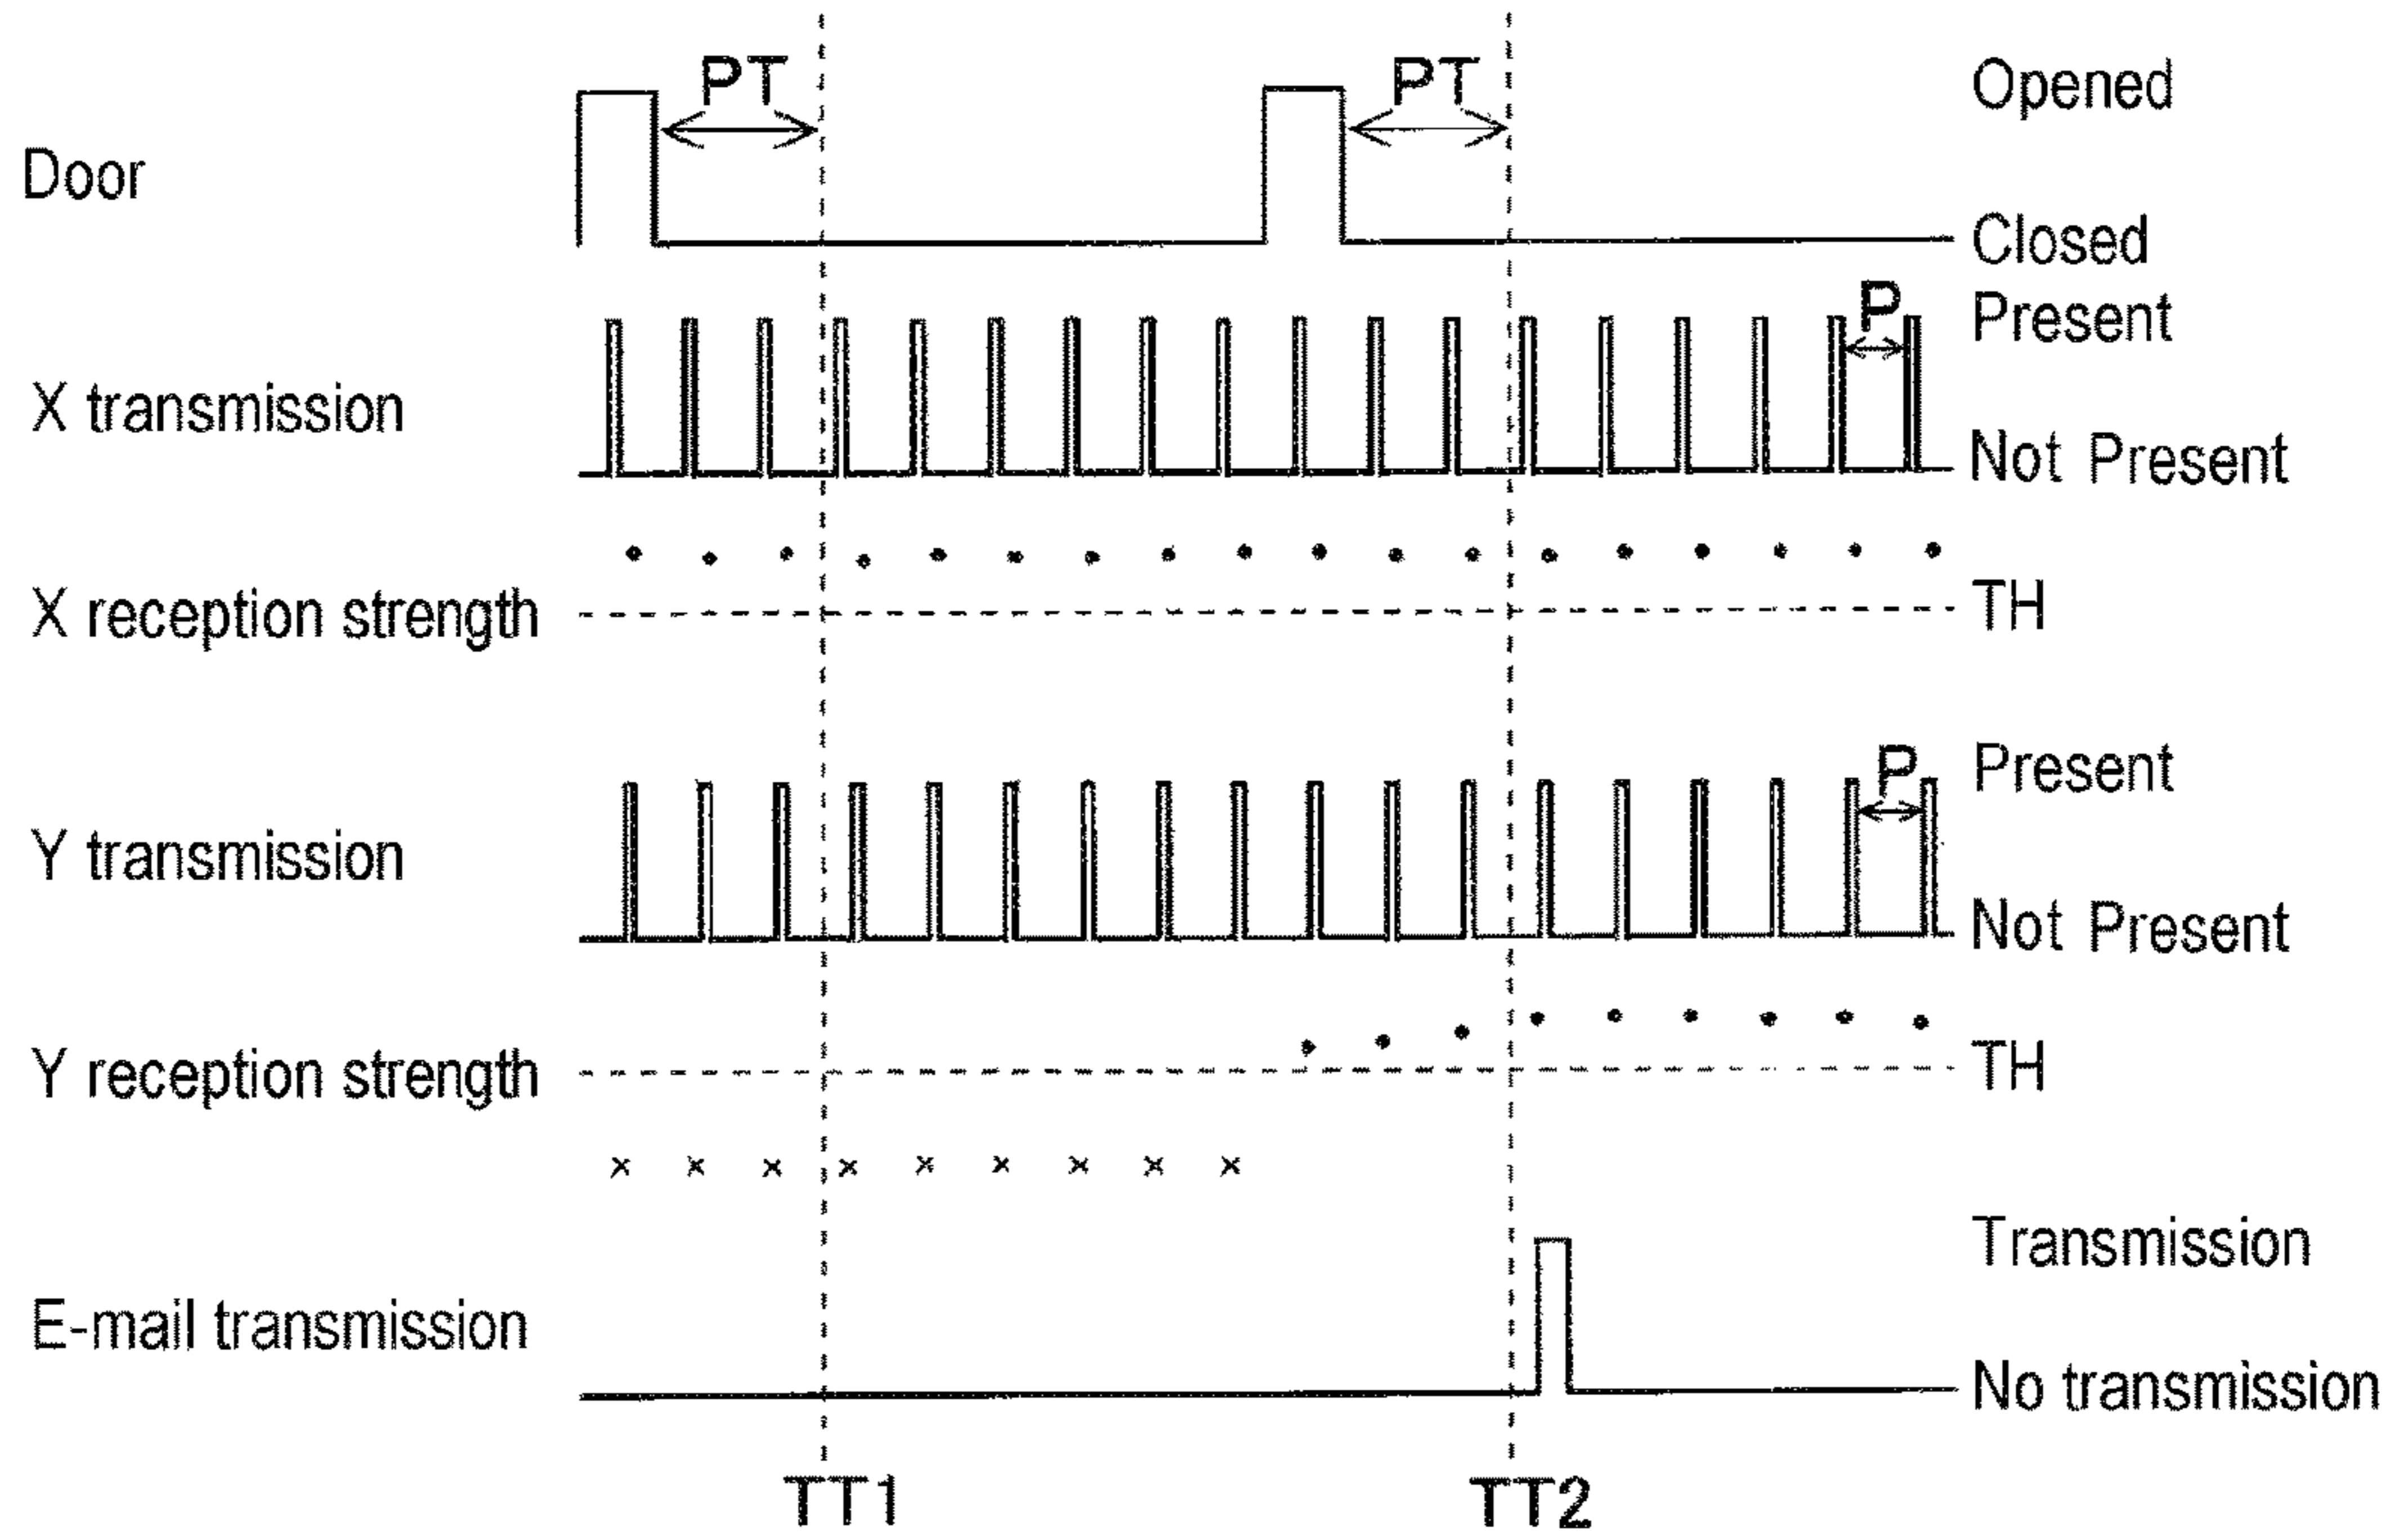 PT PT Opened
Door
Closed
P Present
X transmission
Not Present
X reception strength TH
P Present
Y transmission
Not Present
Y reception strength TH
Transmission
E-mail transmission
No transmission
TT1 TT2